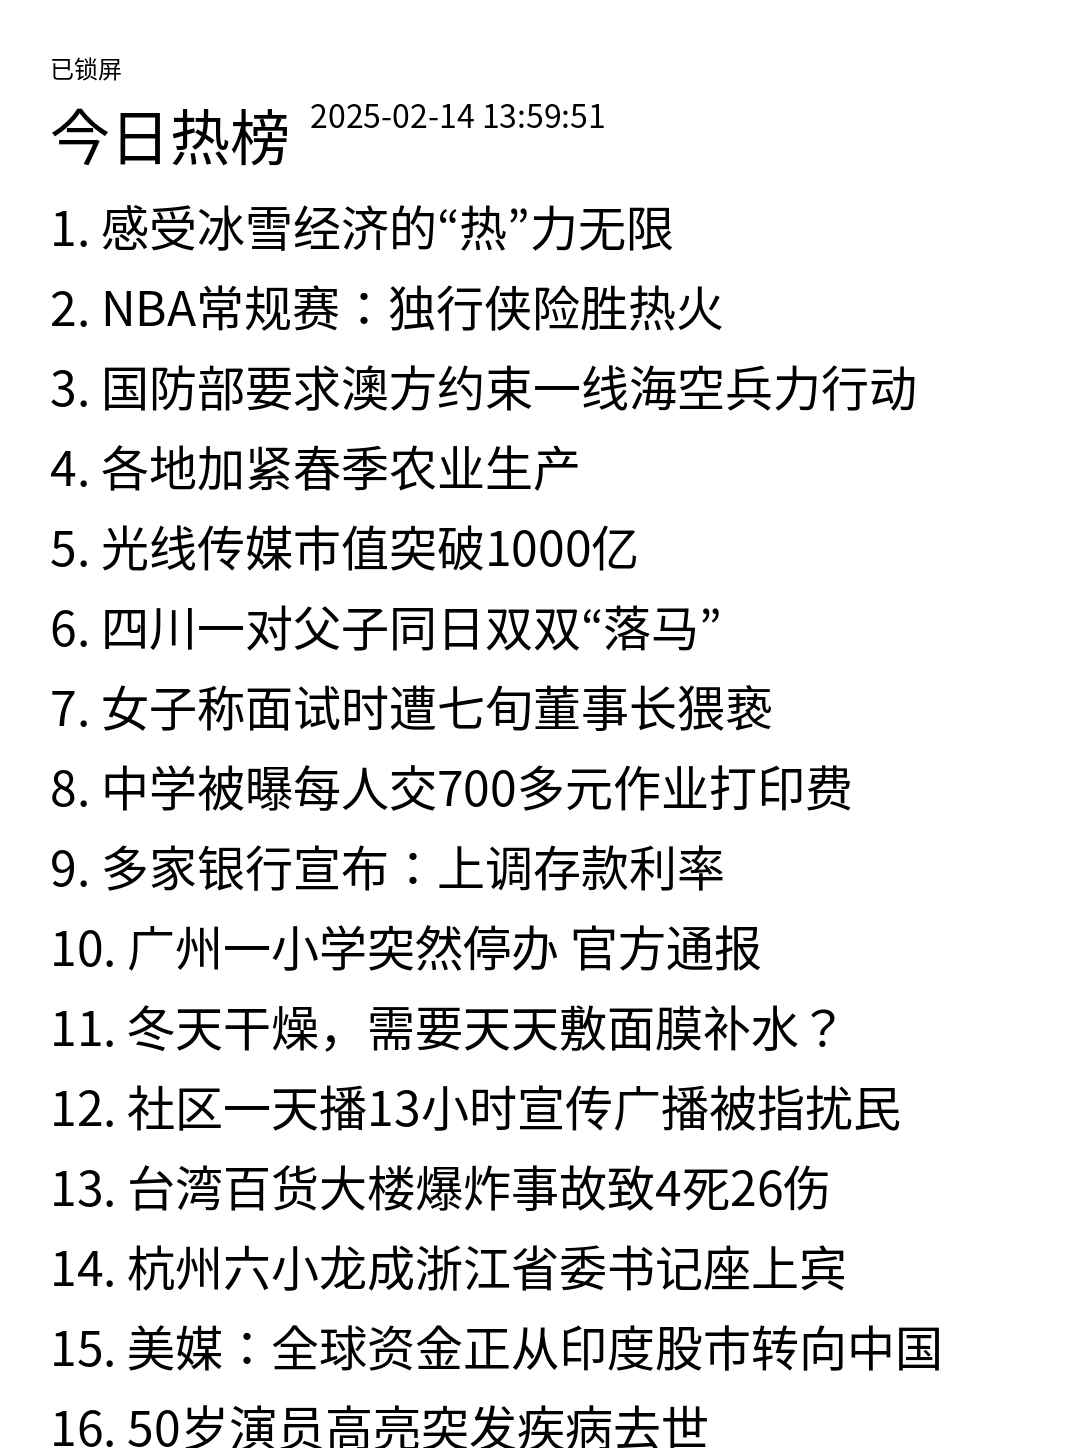 已锁屏
今日热榜 2025-02-14 13:59:51
1. 感受冰雪经济的“热”力无限
2. NBA常规赛：独行侠险胜热火
3. 国防部要求澳方约束一线海空兵力行动
4. 各地加紧春季农业生产
5. 光线传媒市值突破1000亿
6. 四川一对父子同日双双“落马”
7. 女子称面试时遭七旬董事长猥亵
8. 中学被曝每人交700多元作业打印费
9. 多家银行宣布：上调存款利率
10. 广州一小学突然停办 官方通报
11. 冬天干燥，需要天天敷面膜补水？
12. 社区一天播13小时宣传广播被指扰民
13. 台湾百货大楼爆炸事故致4死26伤
14. 杭州六小龙成浙江省委书记座上宾
15. 美媒：全球资金正从印度股市转向中国
16. 50岁演员高亮突发疾病去世